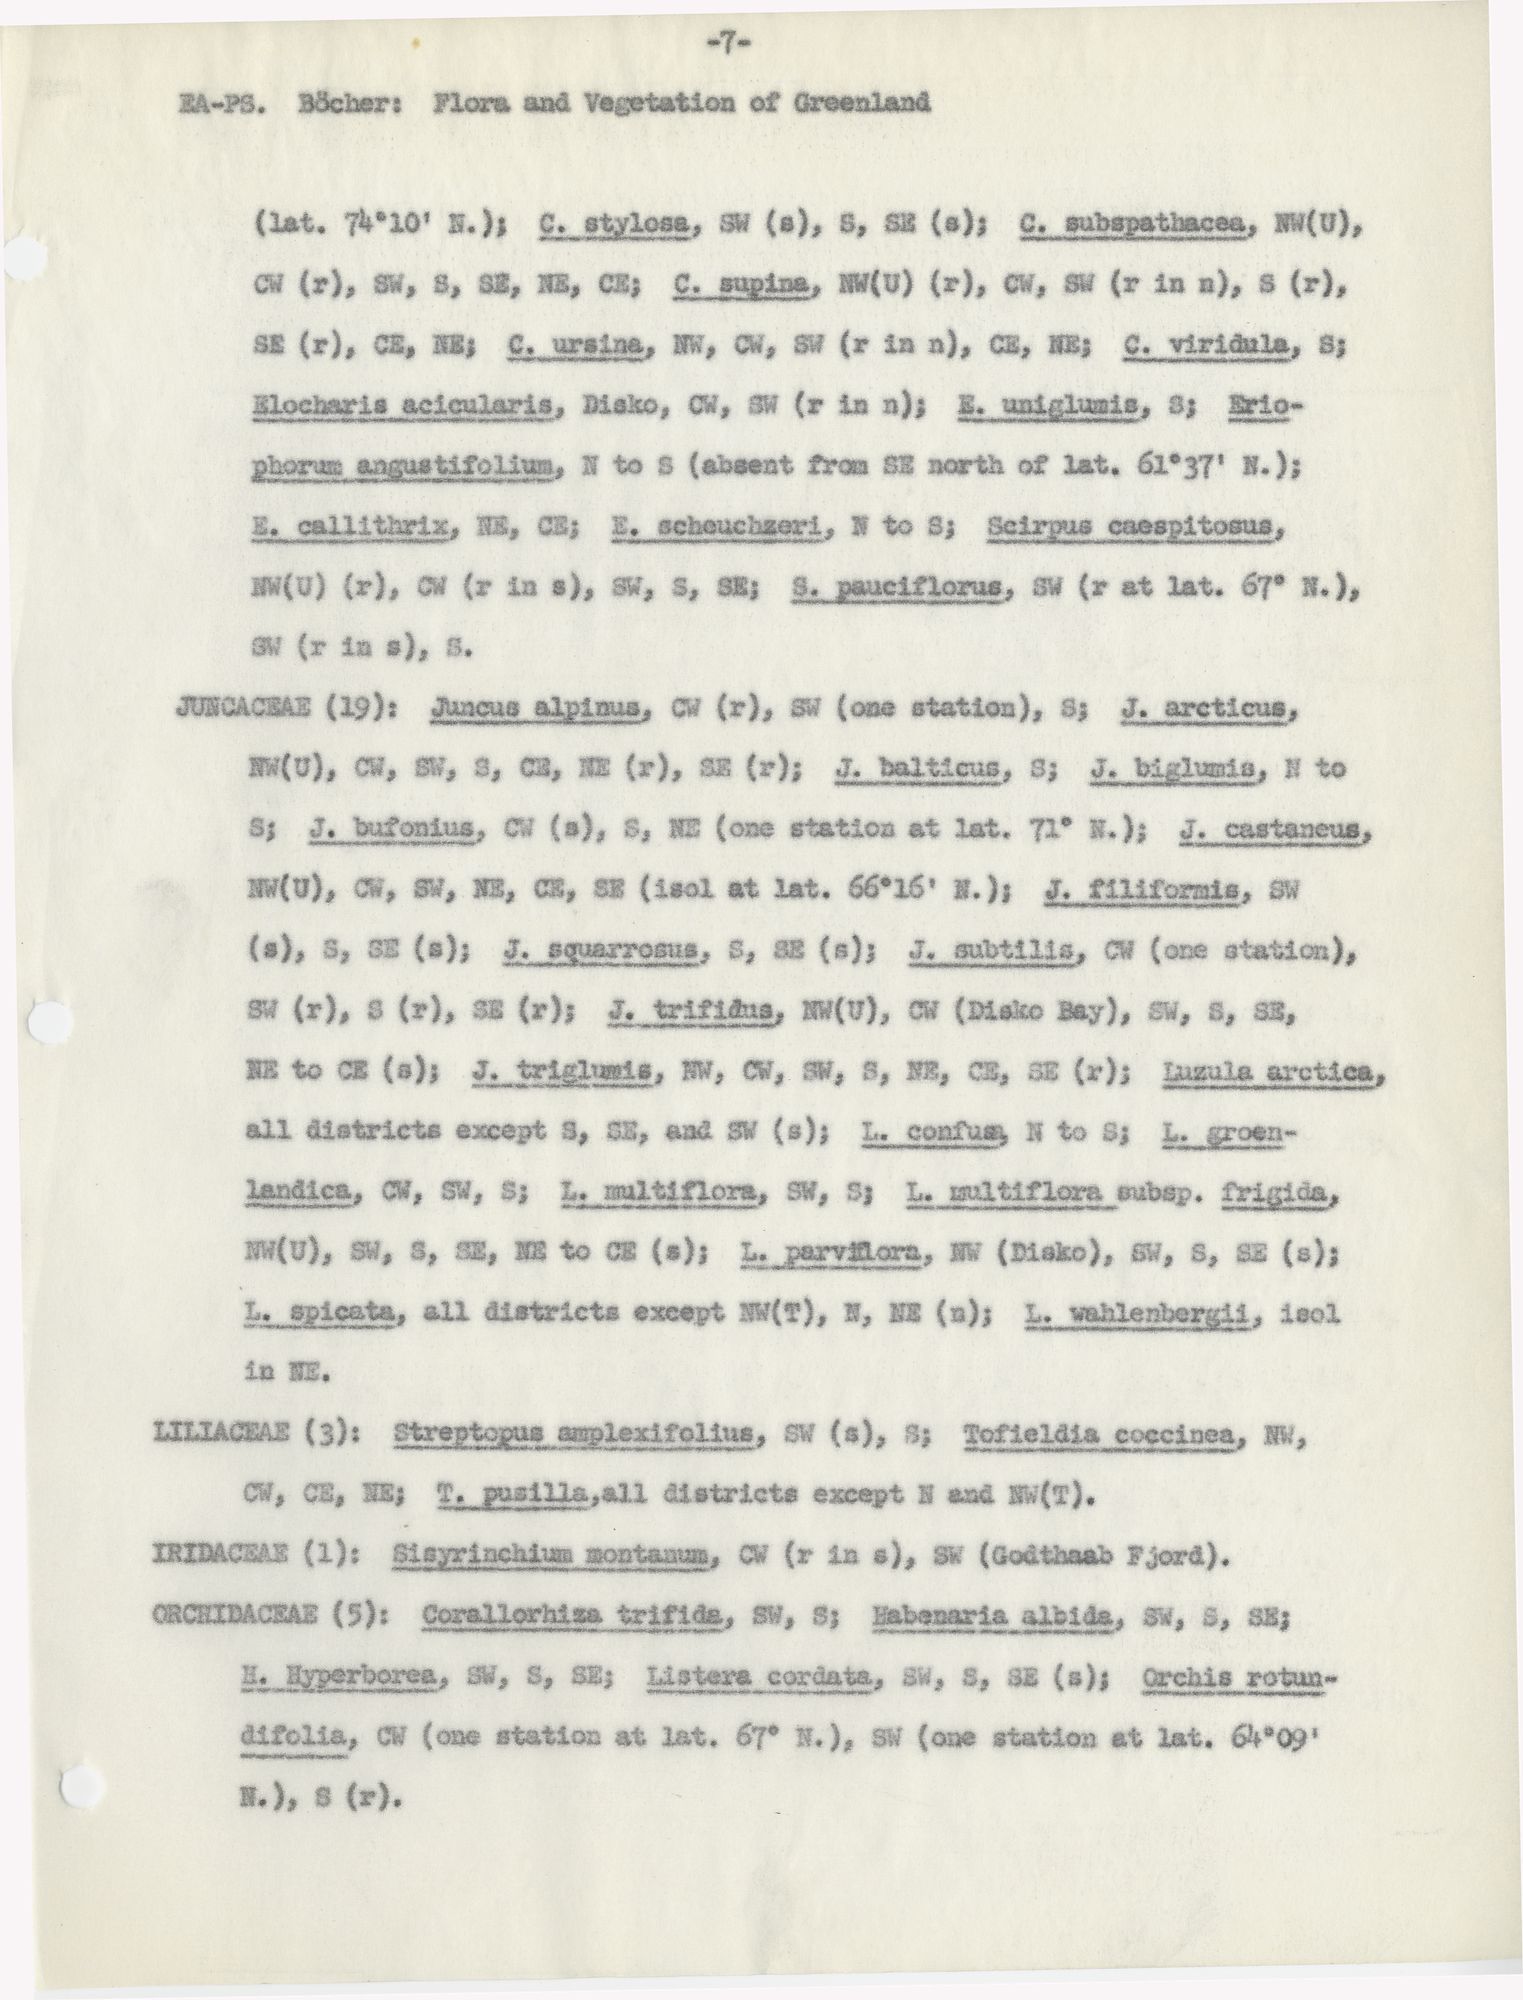 -7-
EA-PS. Böcher: Flora and Vegetation of Greenland
(lat. 74°10' N.); C. stylosa, SW (s), S, SE (s); C. subspathacea, NW(U),
CW (r), SW, S, SE, NE, CE; C. supina, NW(U) (r), CW, SW (r in n), S (r),
SE (r), CE, NE; C. ursina, NW, CW, SW (r in n), CE, NE; C. viridula, S;
Elocharis acicularis, Disko, CW, SW (r in n); E. uniglumis, S; Erio-
phorum angustifolium, N to S (absent from SE north of lat. 61°37' N.);
E. callithrix, NE, CE; E. scheuchzeri, N to S; Scirpus caespitosus,
NW(U) (r), CW (r in s), SW, S, SE; S. pauciflorus, SW (r at lat. 67° N.),
SW (r in s), S.
JUNCACEAE (19): Juncus alpinus, CW (r), SW (one station), S; J. arcticus,
NW(U), CW, SW, S, CE, NE (r), SE (r); J. balticus, S; J. biglumis, N to
S; J. bufonius, CW (s), S, NE (one station at lat. 71° N.); J. castaneus,
NW(U), CW, SW, NE, CE, SE (isol at lat. 66°16' N.); J. filiformis, SW
(s), S, SE (s); J. squarrosus, S, SE (s); J. subtilis, CW (one station),
SW (r), S (r), SE (r); J. trifidus, NW(U), CW (Disko Bay), SW, S, SE,
NE to CE (s); J. triglumis, NW, CW, SW, S, NE, CE, SE (r); Luzula arctica,
all districts except S, SE, and SW (s); L. confusa, N to S; L. groen-
landica, CW, SW, S; L. multiflora, SW, S; L. multiflora subsp. frigida,
NW(U), SW, S, SE, NE to CE (s); L. parviflora, NW (Disko), SW, S, SE (s);
L. spicata, all districts except NW(T), N, NE (n); L. wahlenbergii, isol
in NE.
LILIACEAE (3): Streptopus amplexifolius, SW (s), S; Tofieldia coccinea, NW,
CW, CE, NE; T. pusilla,all districts except N and NW(T).
IRIDACEAE (1): Sisyrinchium montanum, CW (r in s), SW (Godthaab Fjord).
ORCHIDACEAE (5): Corallorhiza trifida, SW, S; Habenaria albida, SW, S, SE;
H. Hyperborea, SW, S, SE; Listera cordata, SW, S, SE (s); Orchis rotun-
difolia, CW (one station at lat. 67° N.), SW (one station at lat. 64°09'
N.), S (r).